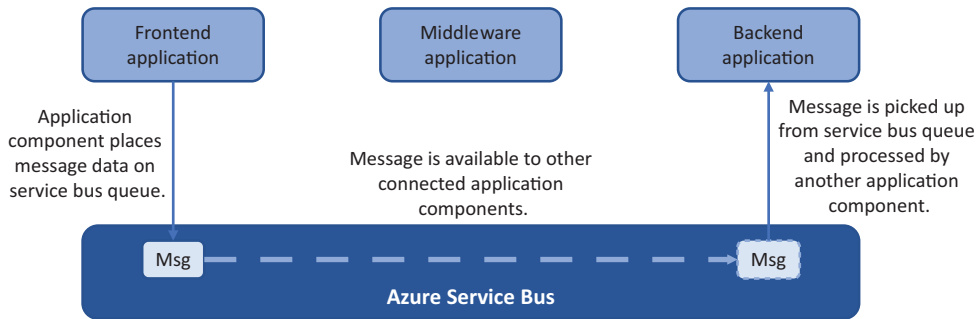 Frontend
application
Middleware
application
Backend
application
Application
component places
message data on
service bus queue.
Message is available to other
connected application
components.
Message is picked up
from service bus queue
and processed by
another application
component.
Msg
Msg
Azure Service Bus